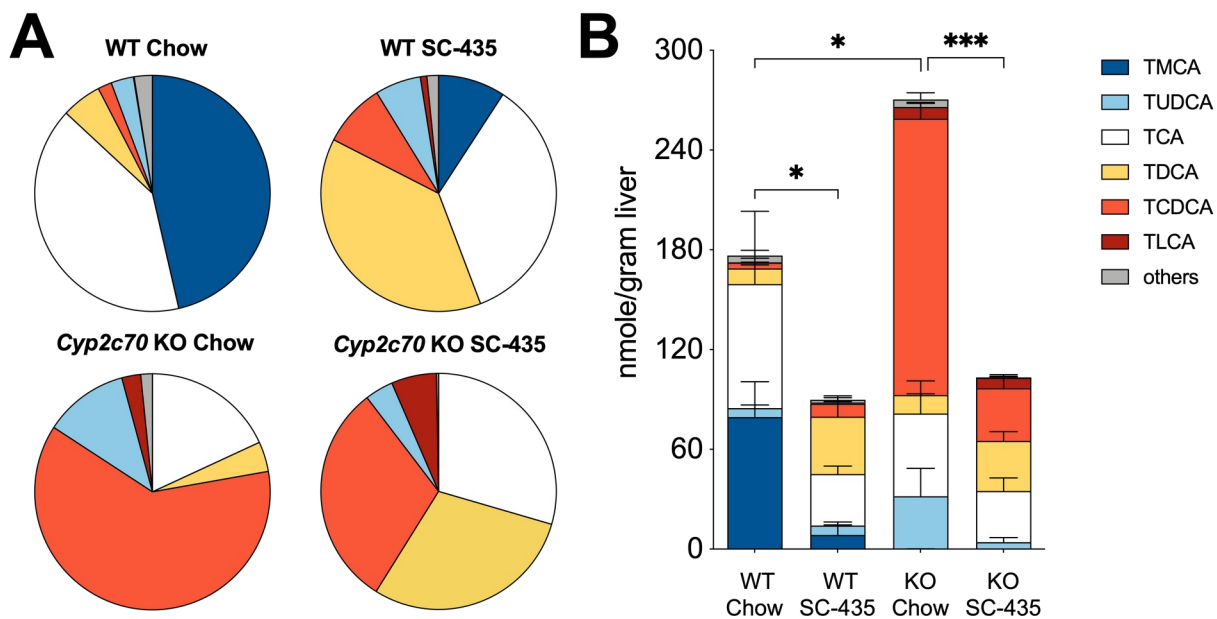 A
WT Chow
WT SC-435
Cyp2c70 KO Chow
Cyp2c70 KO SC-435
B
nmole/gram liver
300
240
180
120
60
0
*
*
***
WT
Chow
WT
SC-435
KO
Chow
KO
SC-435
TMCA
TUDCA
TCA
TDCA
TCDCA
TLCA
others